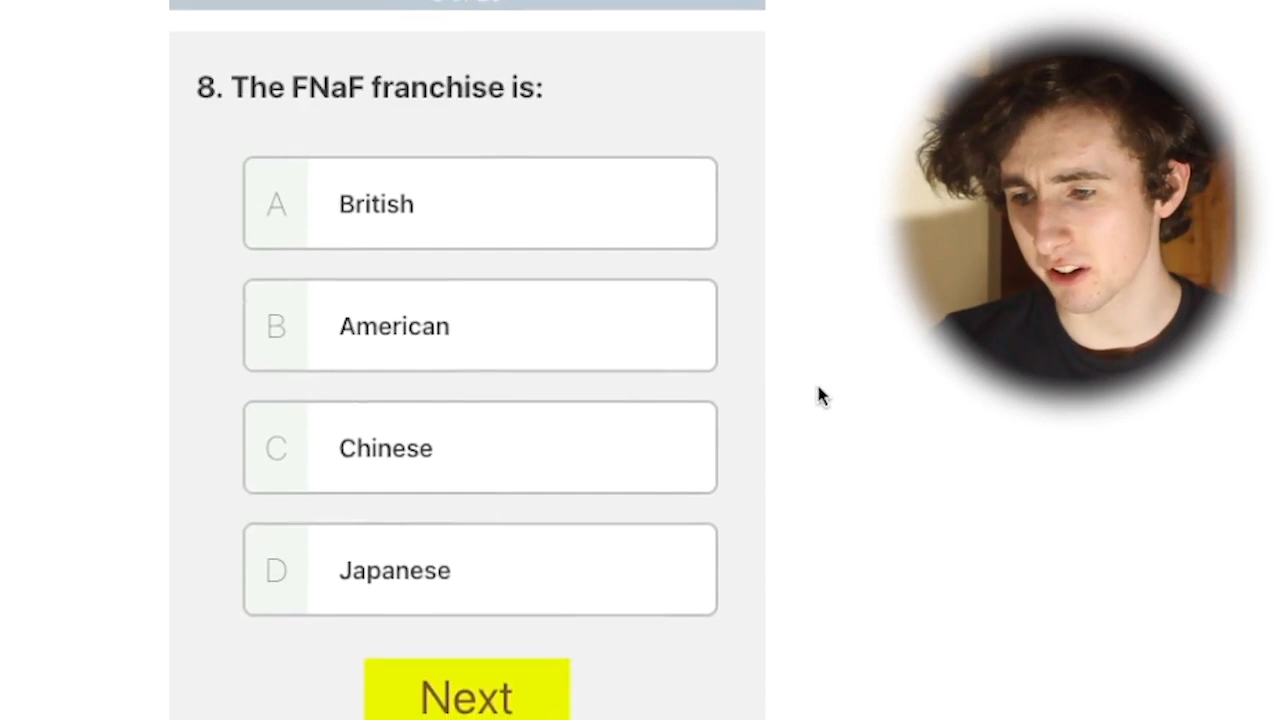 8. The FNaF franchise is:
A British
B American
C Chinese
D Japanese
Next